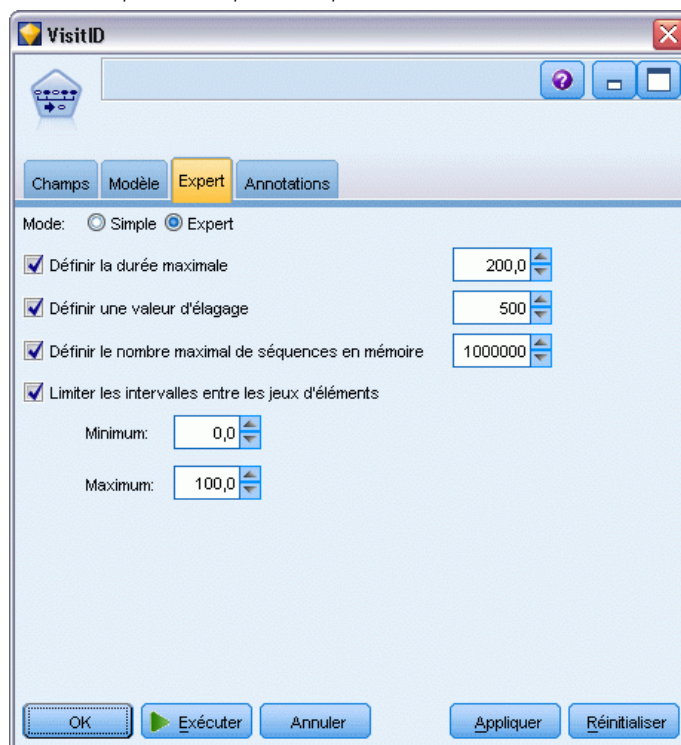 VisitID
Champs Modèle Expert Annotations
Mode: Simple Expert
Définir la durée maximale 200,0
Définir une valeur d'élagage 500
Définir le nombre maximal de séquences en mémoire 1000000
Limiter les intervalles entre les jeux d'éléments
Minimum: 0,0
Maximum: 100,0
OK Exécuter Annuler Appliquer Réinitialiser